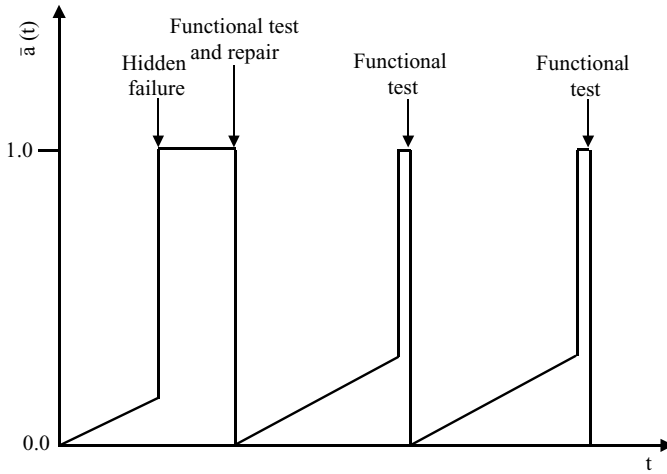 ā (t)
Functional test
and repair
Hidden
failure
Functional
test
Functional
test
1.0
0.0
t